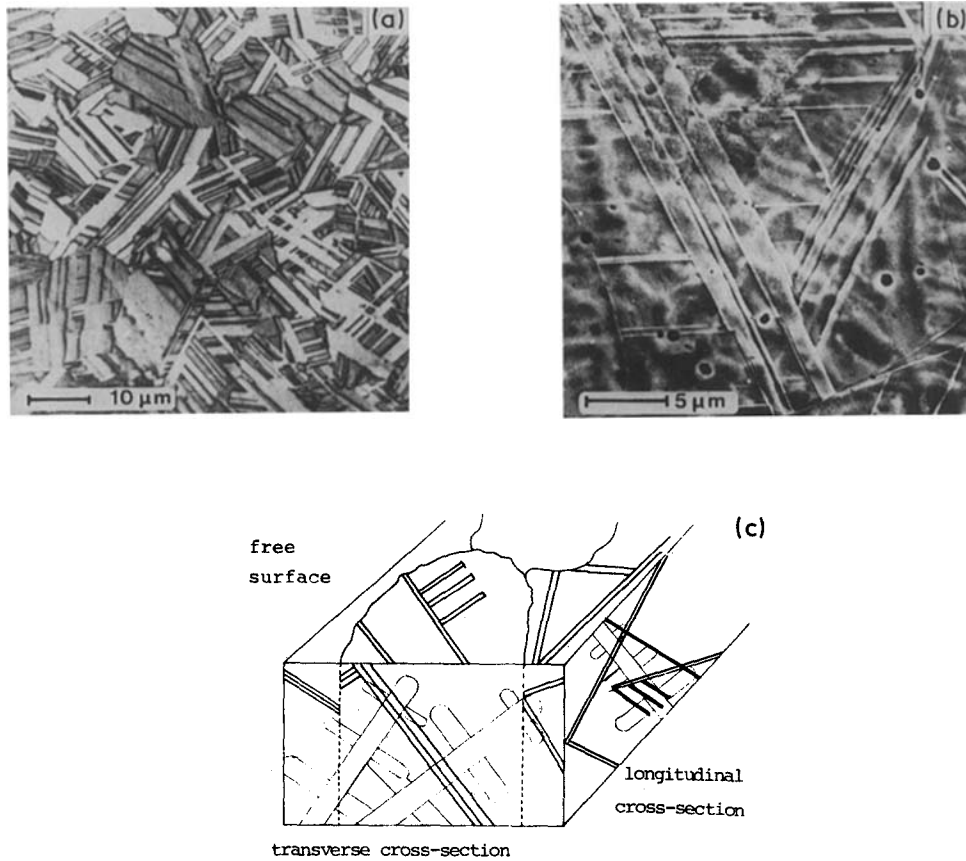 (a)
(b)
10 μm
5 μm
(c)
free
surface
longitudinal
cross-section
transverse cross-section